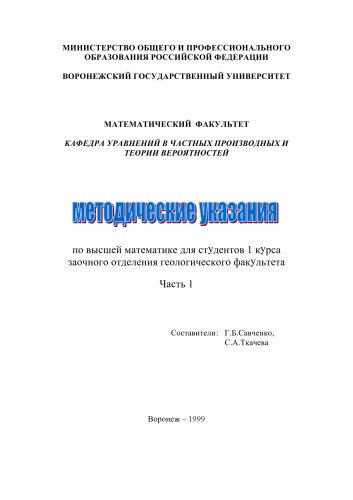 МИНИСТЕРСТВО ОБЩЕГО И ПРОФЕССИОНАЛЬНОГО
ОБРАЗОВАНИЯ РОССИЙСКОЙ ФЕДЕРАЦИИ
ВОРОНЕЖСКИЙ ГОСУДАРСТВЕННЫЙ УНИВЕРСИТЕТ
МАТЕМАТИЧЕСКИЙ ФАКУЛЬТЕТ
КАФЕДРА УРАВНЕНИЙ В ЧАСТНЫХ ПРОИЗВОДНЫХ И
ТЕОРИИ ВЕРОЯТНОСТЕЙ
методические указания
по высшей математике для студентов 1 курса
заочного отделения геологического факультета
Часть 1
Составители: Г.Б.Савченко,
С.А.Ткачева
Воронеж – 1999